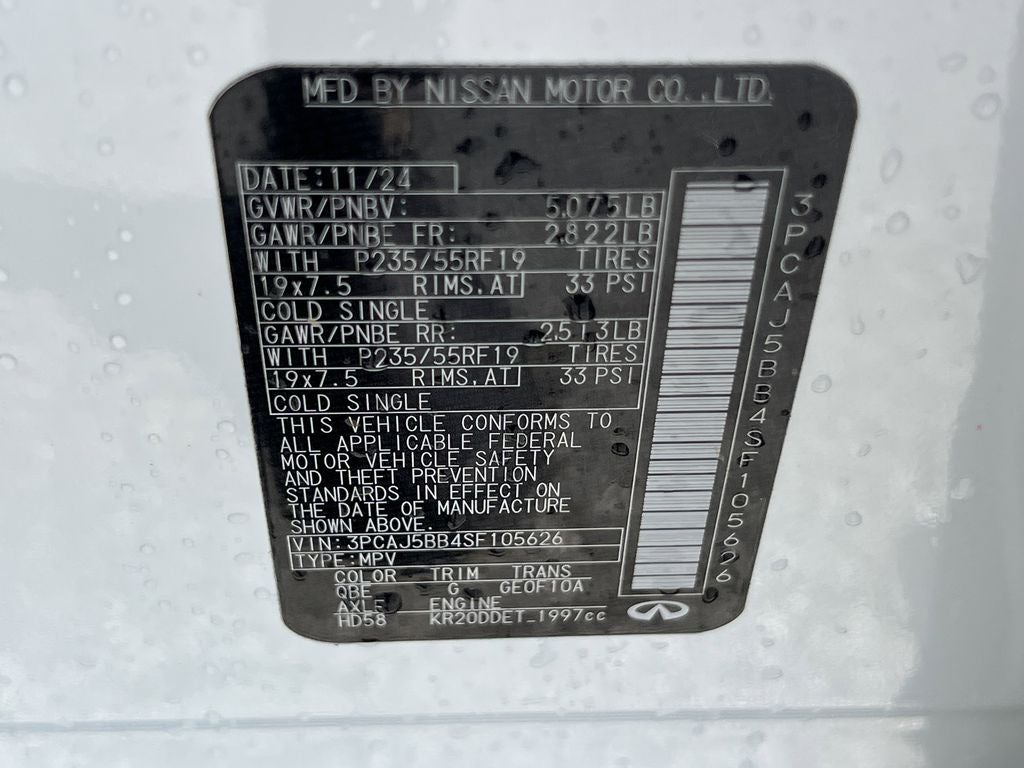 MFD BY NISSAN MOTOR CO.,LTD.
DATE:11/24
GVWR/PNBV: 5.075LB
GAWR/PNBE FR: 2.822LB
WITH P235/55RF19 TIRES
19x7.5 RIMS,AT 33 PSI
COLD SINGLE
GAWR/PNBE RR: 2.513LB
WITH P235/55RF19 TIRES
19x7.5 RIMS,AT 33 PSI
COLD SINGLE
THIS VEHICLE CONFORMS TO
ALL APPLICABLE FEDERAL
MOTOR VEHICLE SAFETY
AND THEFT PREVENTION
STANDARDS IN EFFECT ON
THE DATE OF MANUFACTURE
SHOWN ABOVE.
VIN:3PCAJ5BB4SF105626
TYPE:MPV
COLOR TRIM TRANS
QBE G GE0F10A
AXLE ENGINE
HD58 KR20DDET_1997cc
3PCAJ5BB4SF105626